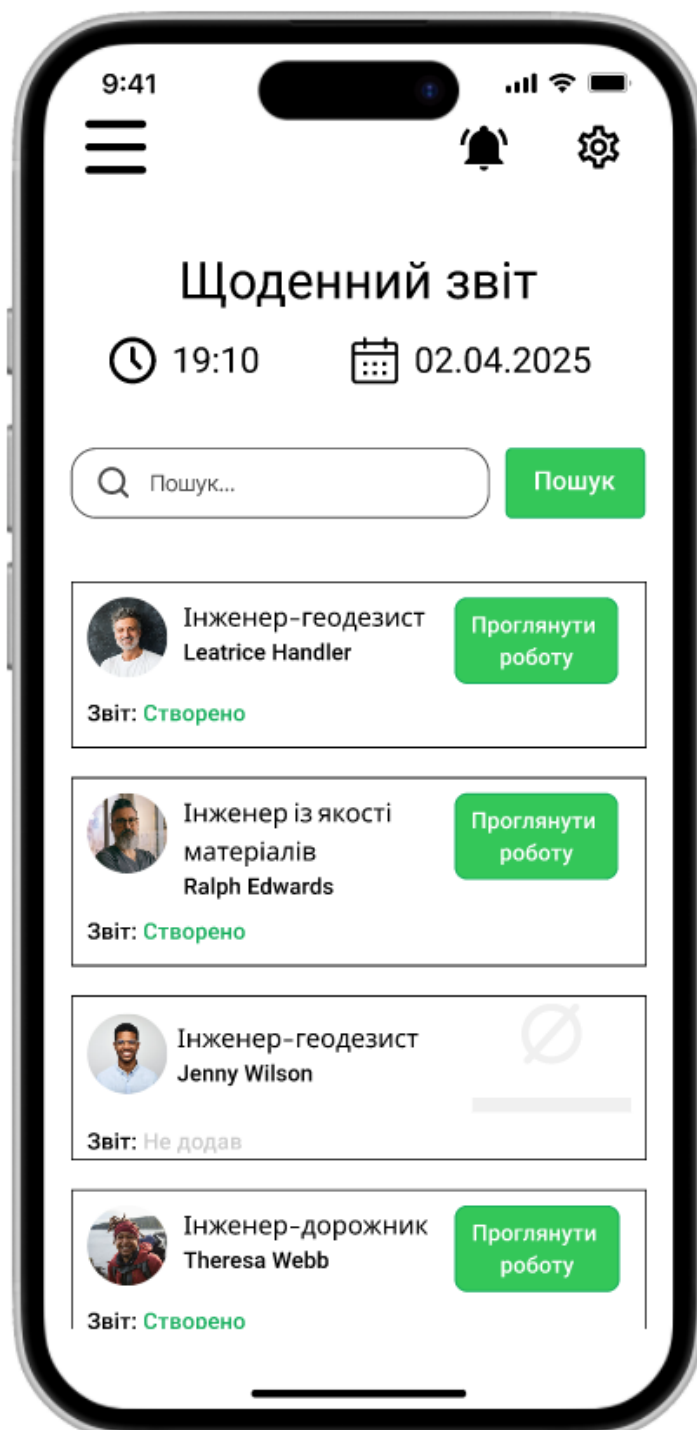 9:41
Щоденний звіт
19:10
02.04.2025
Пошук...
Пошук
Інженер-геодезист
Leatrice Handler
Проглянути
роботу
Звіт: Створено
Інженер із якості
матеріалів
Ralph Edwards
Проглянути
роботу
Звіт: Створено
Інженер-геодезист
Jenny Wilson
Звіт: Не додав
Інженер-дорожник
Theresa Webb
Проглянути
роботу
Звіт: Створено